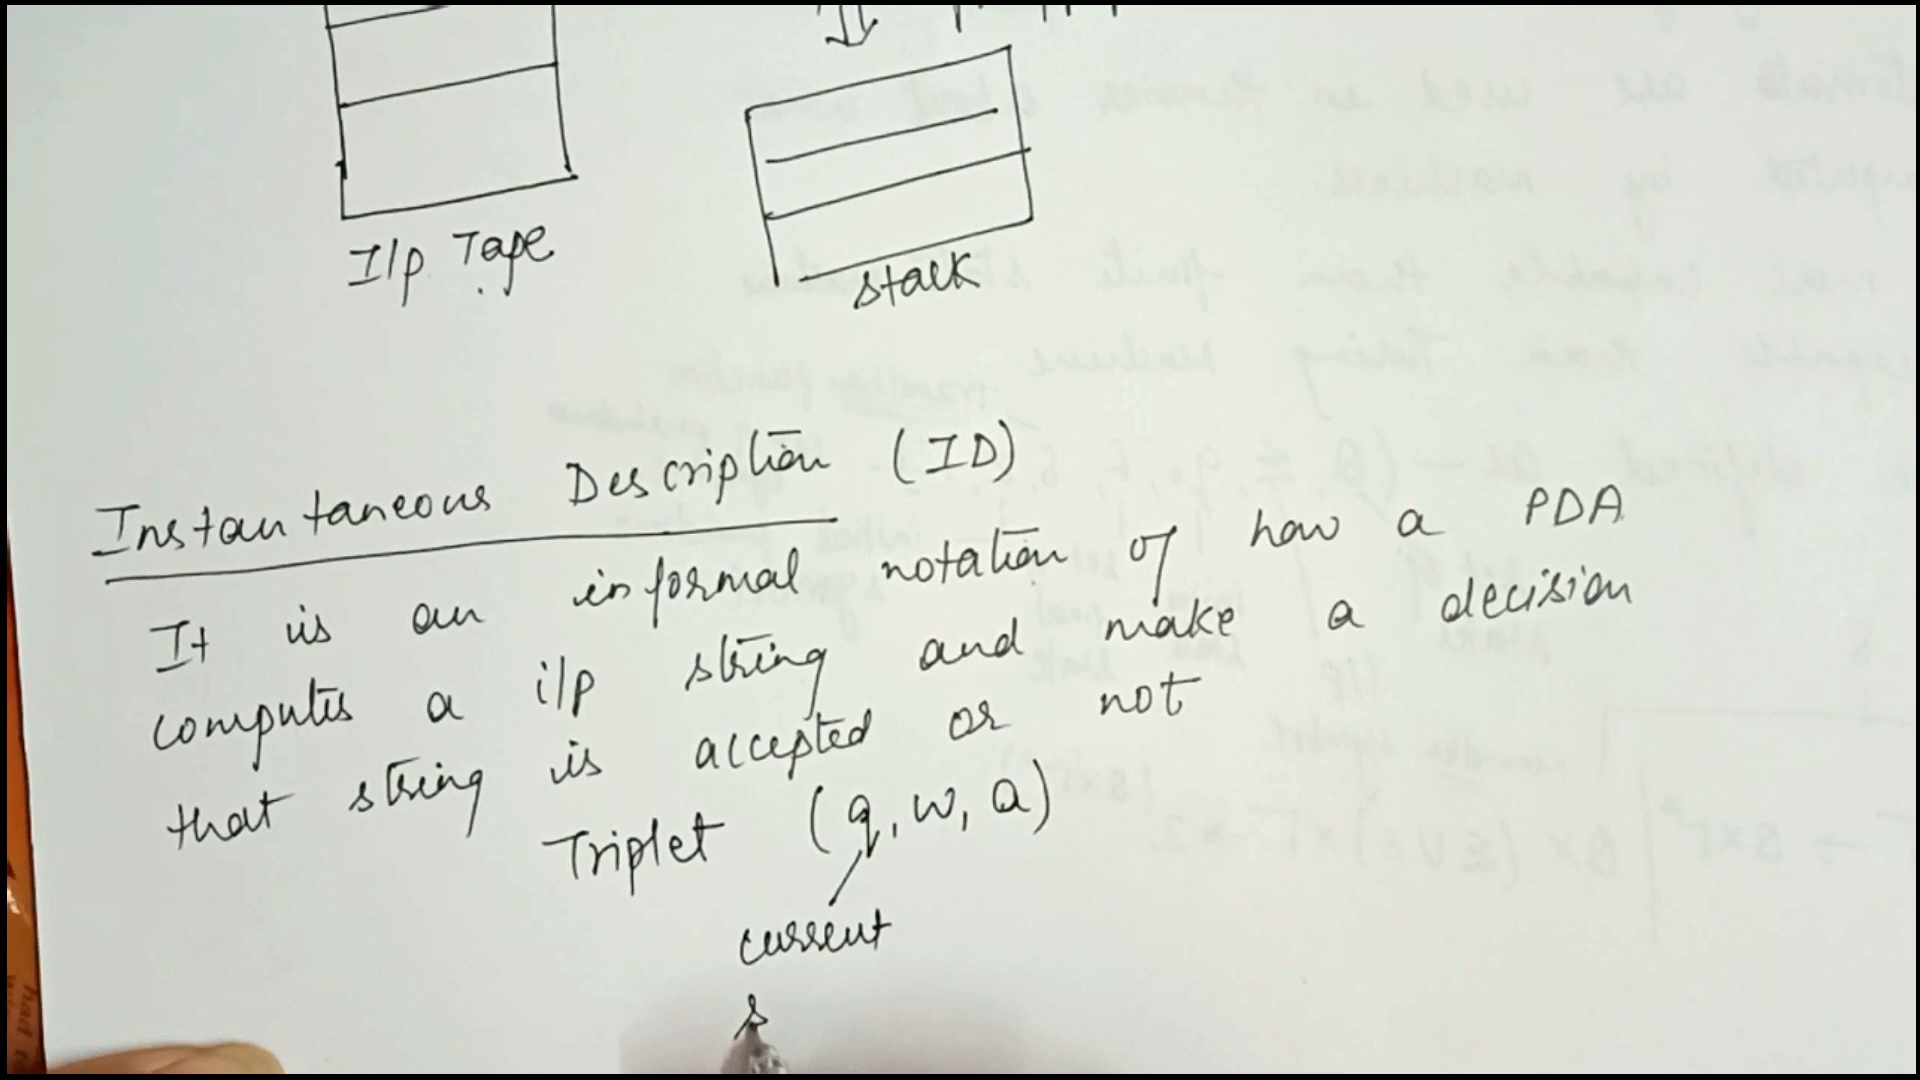 I/p Tape
stack
Instantaneous Description (ID)
It is an informal notation of how a PDA
computes a i/p string and make a decision
that string is accepted or not
Triplet (q, w, a)
current
s